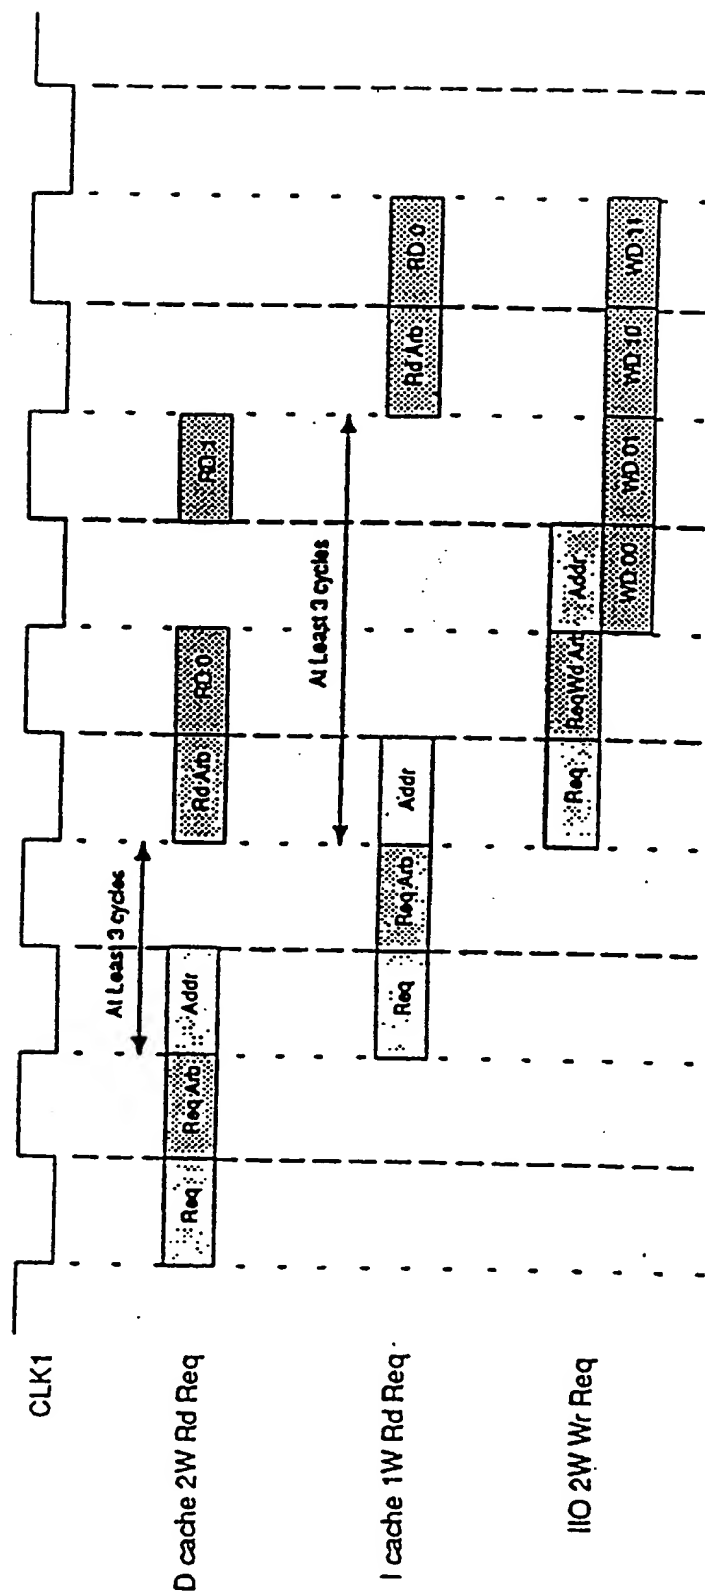 CLK1
D cache 2W Rd Req
Req
Req Arb
Addr
At Least 3 cycles
Rd Arb
RD:0
RD:1
I cache 1W Rd Req
Req
Req Arb
Addr
At Least 3 cycles
Rd Arb
RD:0
IIO 2W Wr Req
Req
ReqWd Arb
Addr
WD:00
WD:01
WD:10
WD:11